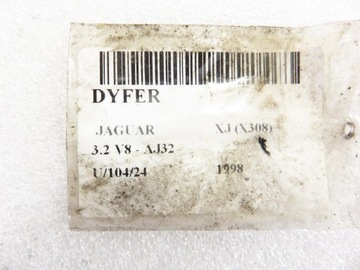 DYFER
JAGUAR XJ (X308)
3.2 V8 - AJ32
U/104/24 1998